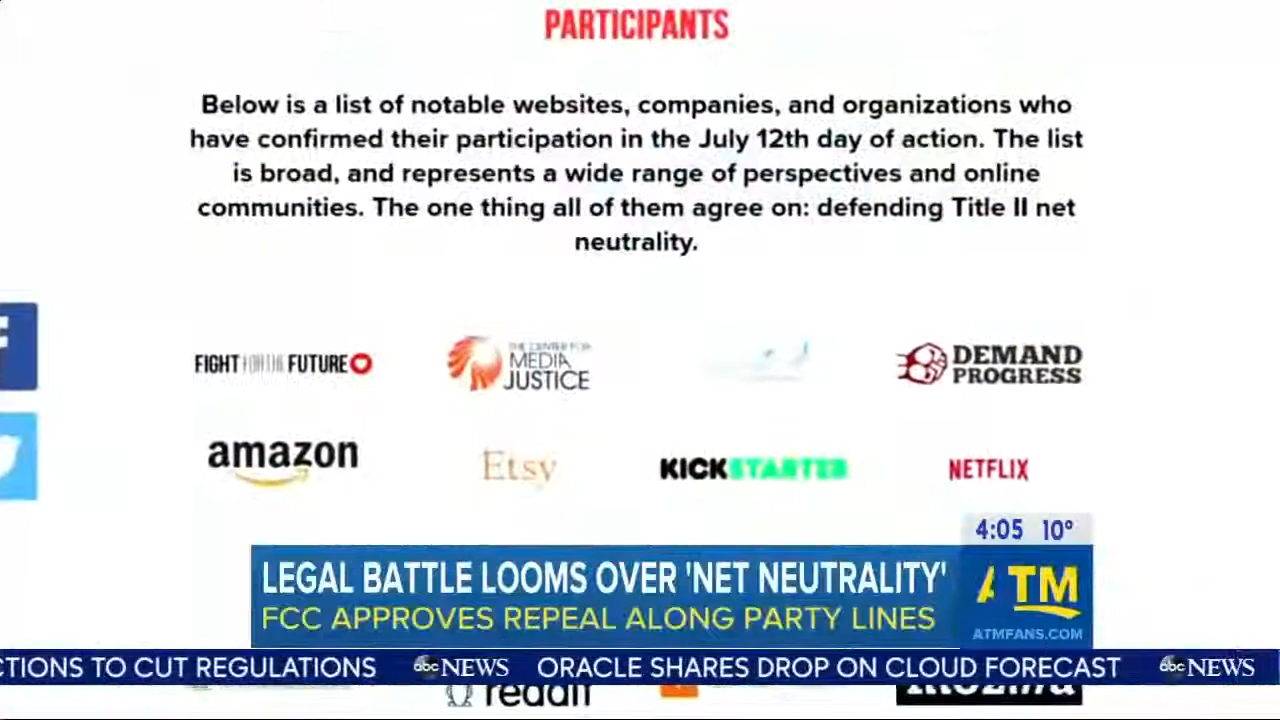 PARTICIPANTS
Below is a list of notable websites, companies, and organizations who
have confirmed their participation in the July 12th day of action. The list
is broad, and represents a wide range of perspectives and online
communities. The one thing all of them agree on: defending Title II net
neutrality.
FIGHT FOR THE FUTURE
THE CENTER FOR
MEDIA
JUSTICE
DEMAND
PROGRESS
amazon
Etsy
KICKSTARTER
NETFLIX
4:05 10°
LEGAL BATTLE LOOMS OVER 'NET NEUTRALITY'
FCC APPROVES REPEAL ALONG PARTY LINES
ATM
ATMFANS.COM
CTIONS TO CUT REGULATIONS abc NEWS ORACLE SHARES DROP ON CLOUD FORECAST abc NEWS
reddit